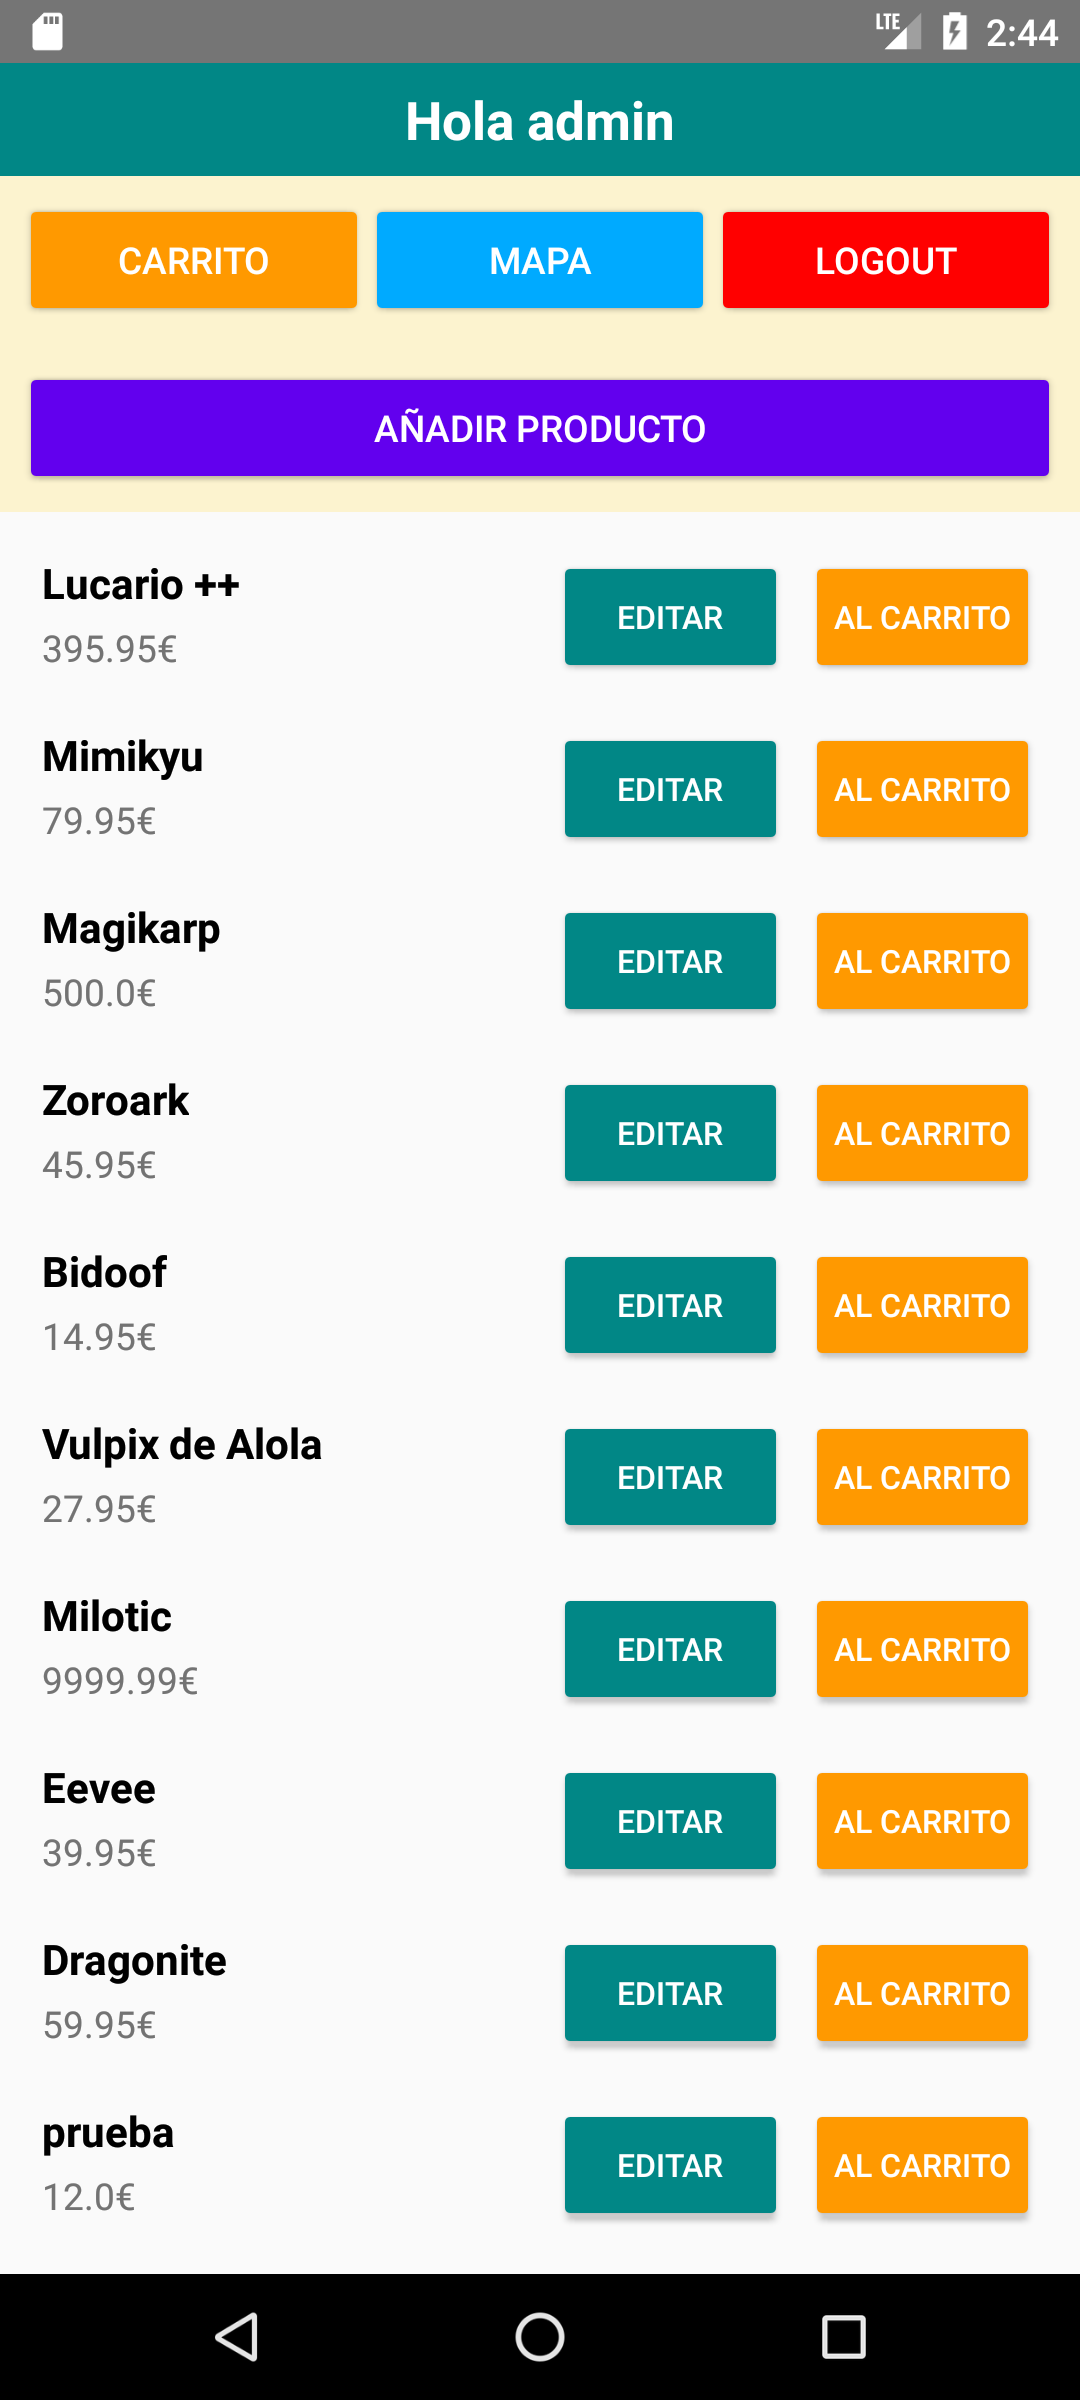 LTE 2:44
Hola admin
CARRITO MAPA LOGOUT
AÑADIR PRODUCTO
Lucario ++
395.95€
EDITAR AL CARRITO
Mimikyu
79.95€
EDITAR AL CARRITO
Magikarp
500.0€
EDITAR AL CARRITO
Zoroark
45.95€
EDITAR AL CARRITO
Bidoof
14.95€
EDITAR AL CARRITO
Vulpix de Alola
27.95€
EDITAR AL CARRITO
Milotic
9999.99€
EDITAR AL CARRITO
Eevee
39.95€
EDITAR AL CARRITO
Dragonite
59.95€
EDITAR AL CARRITO
prueba
12.0€
EDITAR AL CARRITO